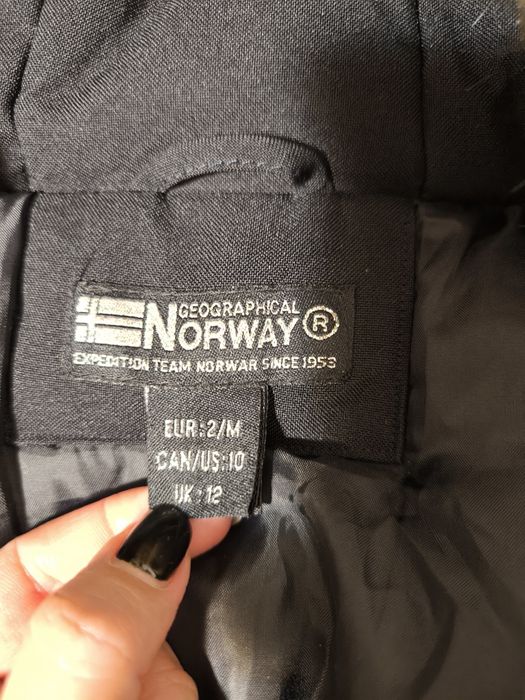 GEOGRAPHICAL
NORWAY ®
EXPEDITION TEAM NORWAR SINCE 1953
EUR:2/M
CAN/US:10
UK:12